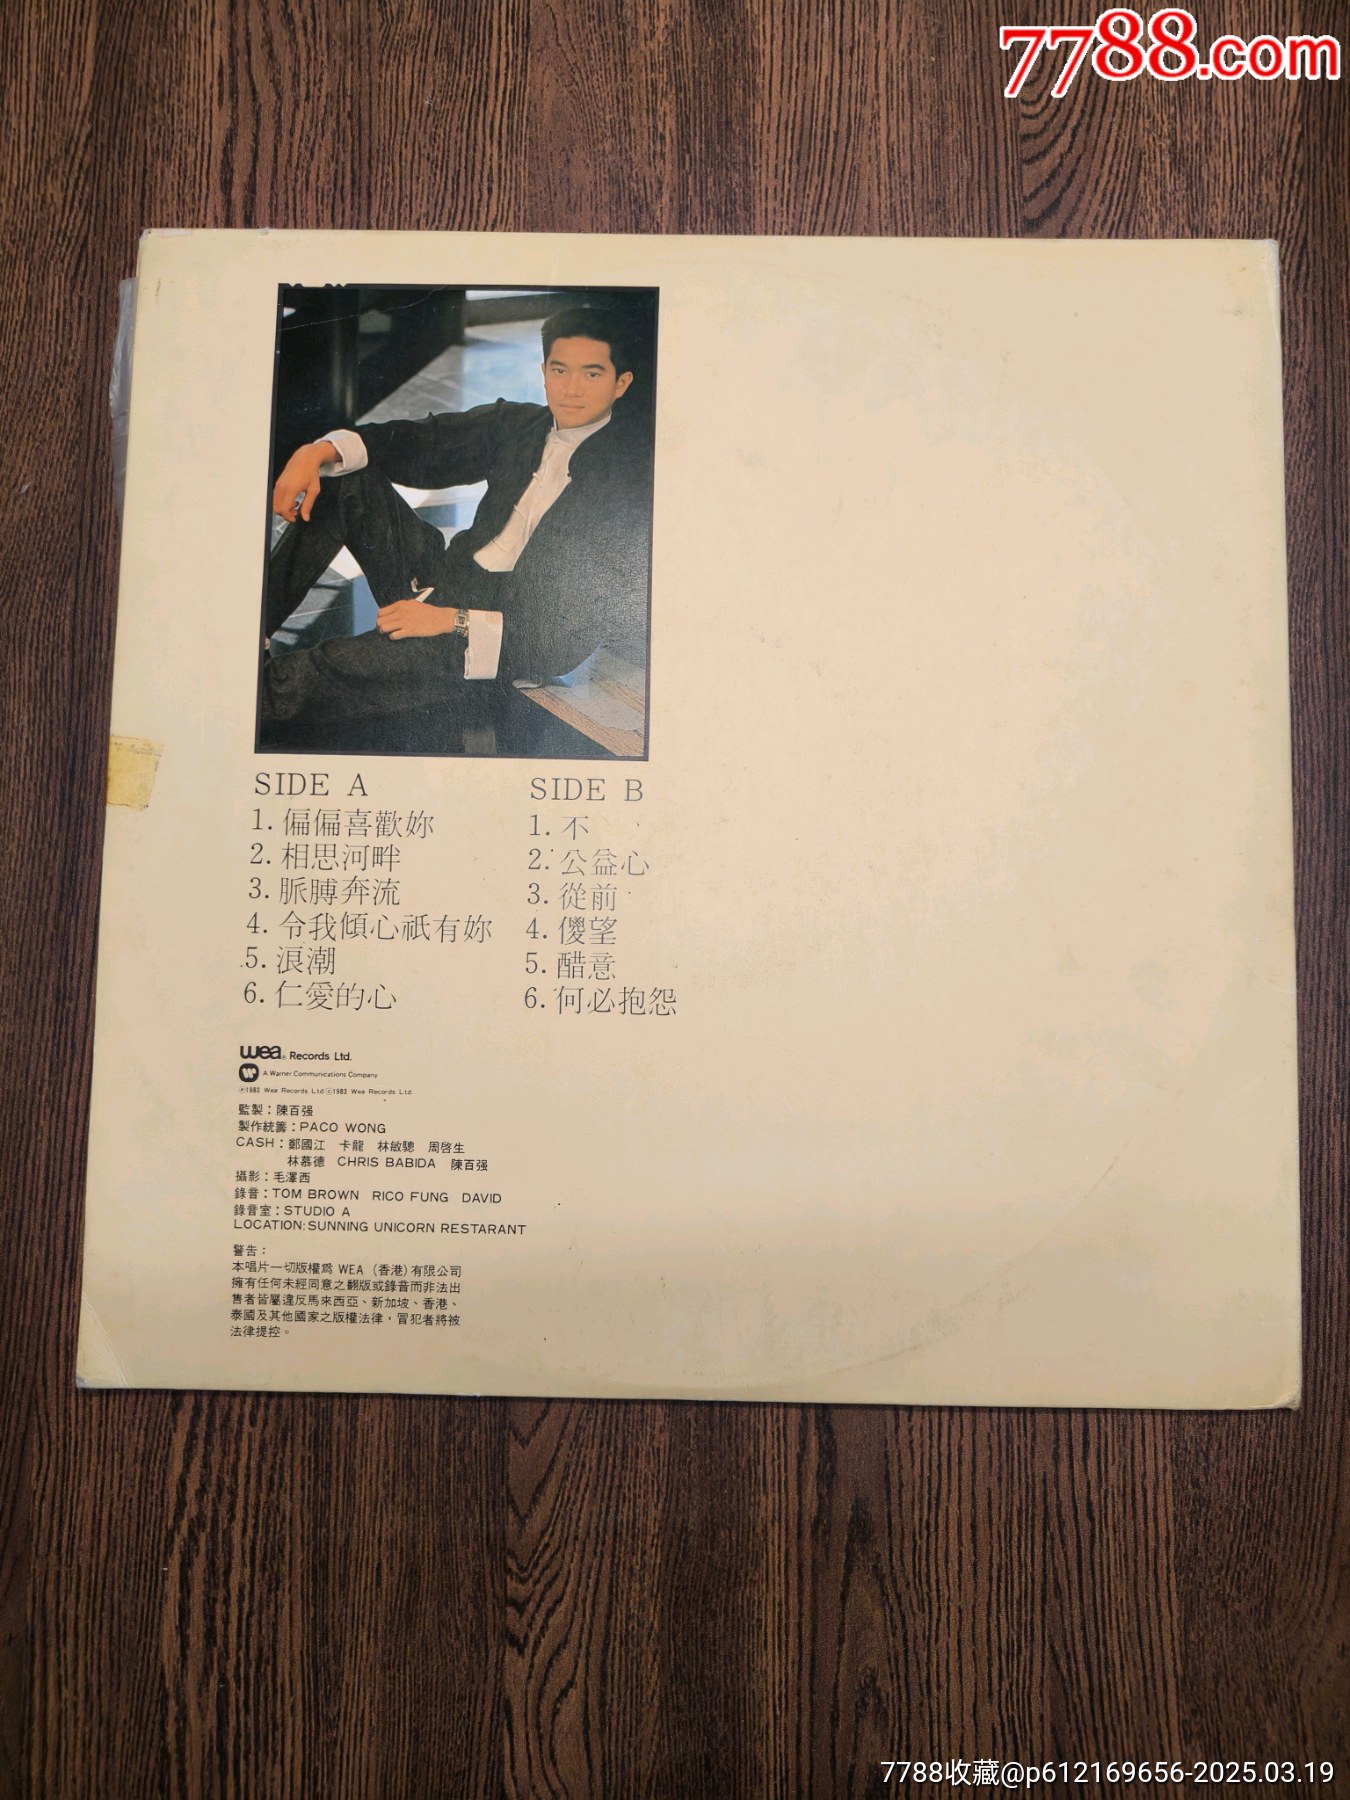 7788.com
SIDE A
1. 偏偏喜歡妳
2. 相思河畔
3. 脈膊奔流
4. 令我傾心祇有妳
5. 浪潮
6. 仁愛的心
SIDE B
1. 不
2. 公益心
3. 從前
4. 儍望
5. 醋意
6. 何必抱怨
wea® Records Ltd.
A Warner Communications Company
℗1983 Wea Records Ltd ©1983 Wea Records Ltd
監製：陳百强
製作統籌：PACO WONG
CASH：鄭國江 卡龍 林敏驄 周啓生
林慕德 CHRIS BABIDA 陳百强
攝影：毛澤西
錄音：TOM BROWN RICO FUNG DAVID
錄音室：STUDIO A
LOCATION: SUNNING UNICORN RESTARANT
警告：
本唱片一切版權爲 WEA（香港）有限公司
擁有任何未經同意之翻版或錄音而非法出
售者皆屬違反馬來西亞、新加坡、香港、
泰國及其他國家之版權法律，冒犯者將被
法律提控。
7788收藏@p612169656-2025.03.19